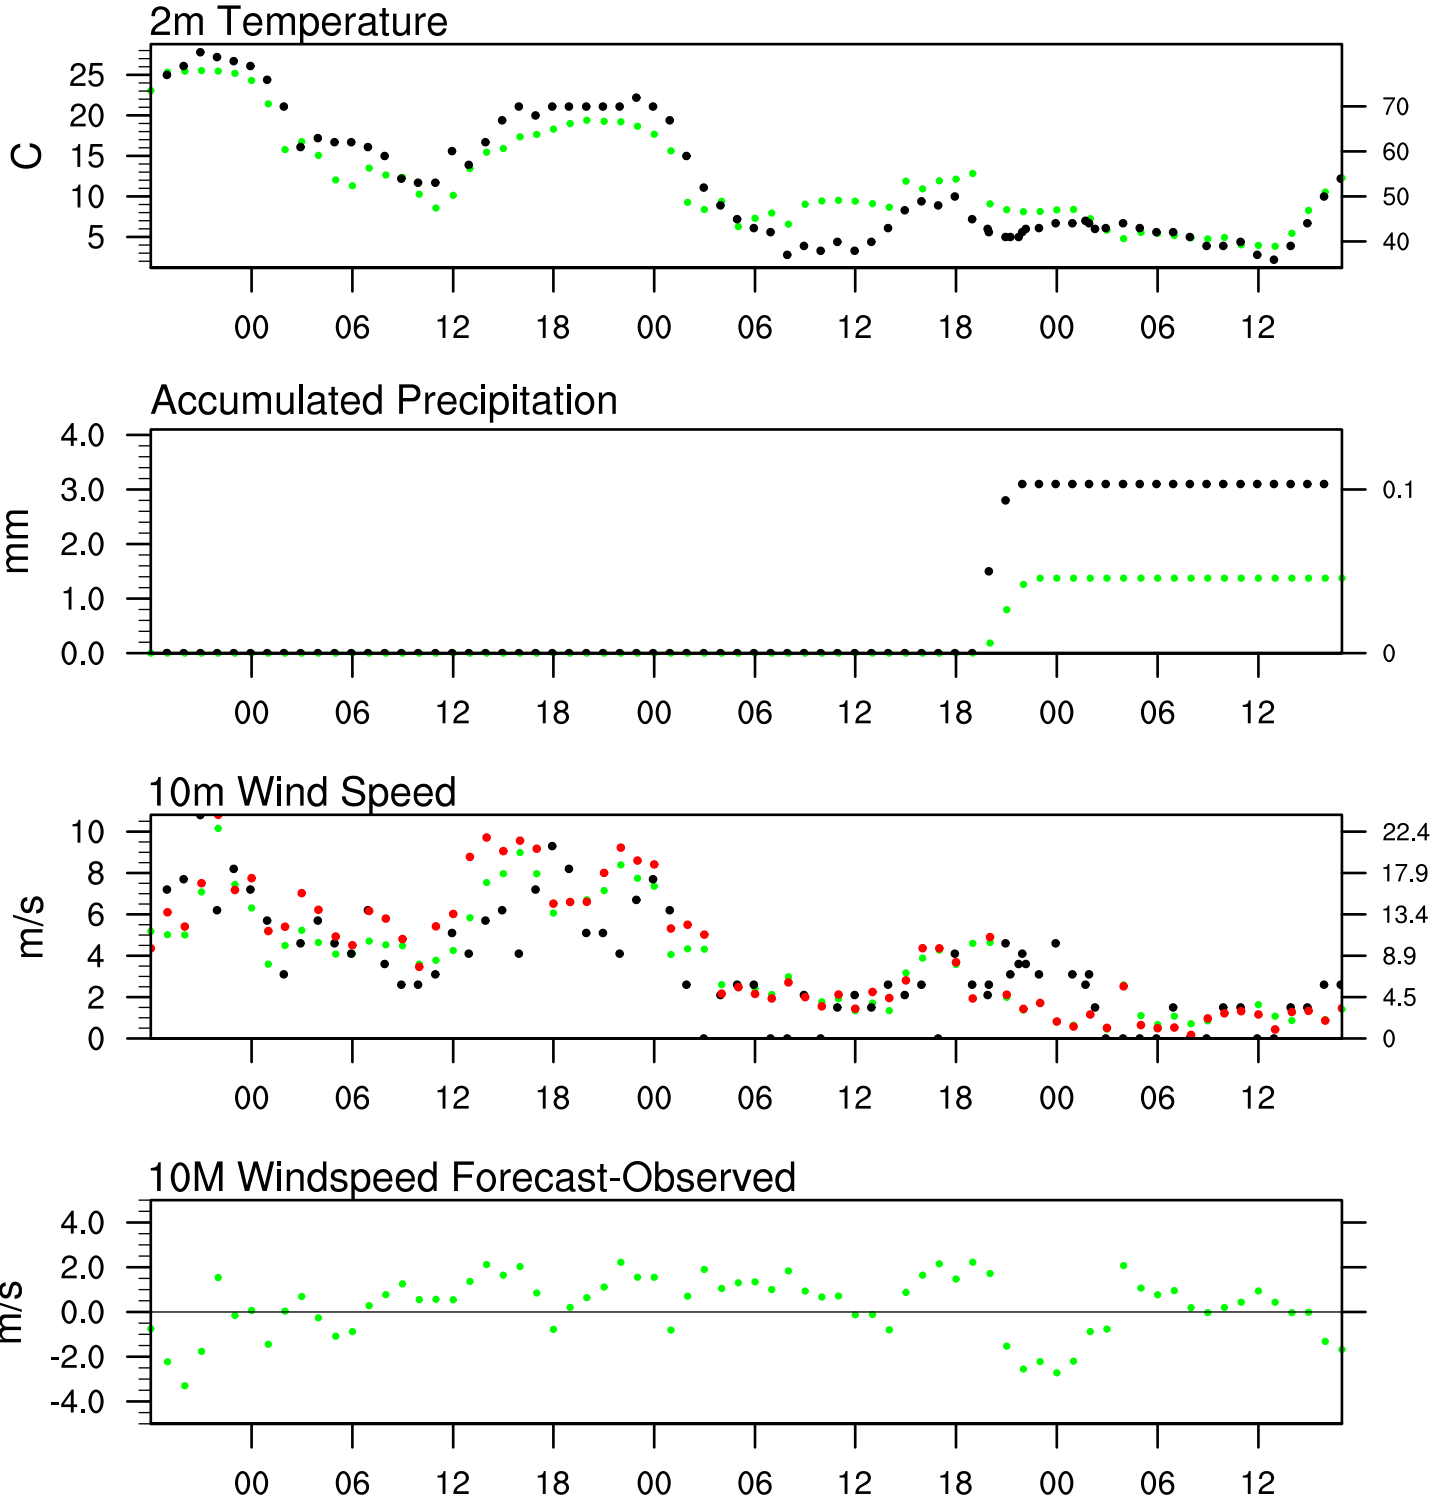 2m Temperature
25
20
15
10
5
C
70
60
50
40
00 06 12 18 00 06 12 18 00 06 12
Accumulated Precipitation
4.0
3.0
2.0
1.0
0.0
mm
0.1
0
00 06 12 18 00 06 12 18 00 06 12
10m Wind Speed
10
8
6
4
2
0
m/s
22.4
17.9
13.4
8.9
4.5
0
00 06 12 18 00 06 12 18 00 06 12
10M Windspeed Forecast-Observed
4.0
2.0
0.0
-2.0
-4.0
m/s
00 06 12 18 00 06 12 18 00 06 12